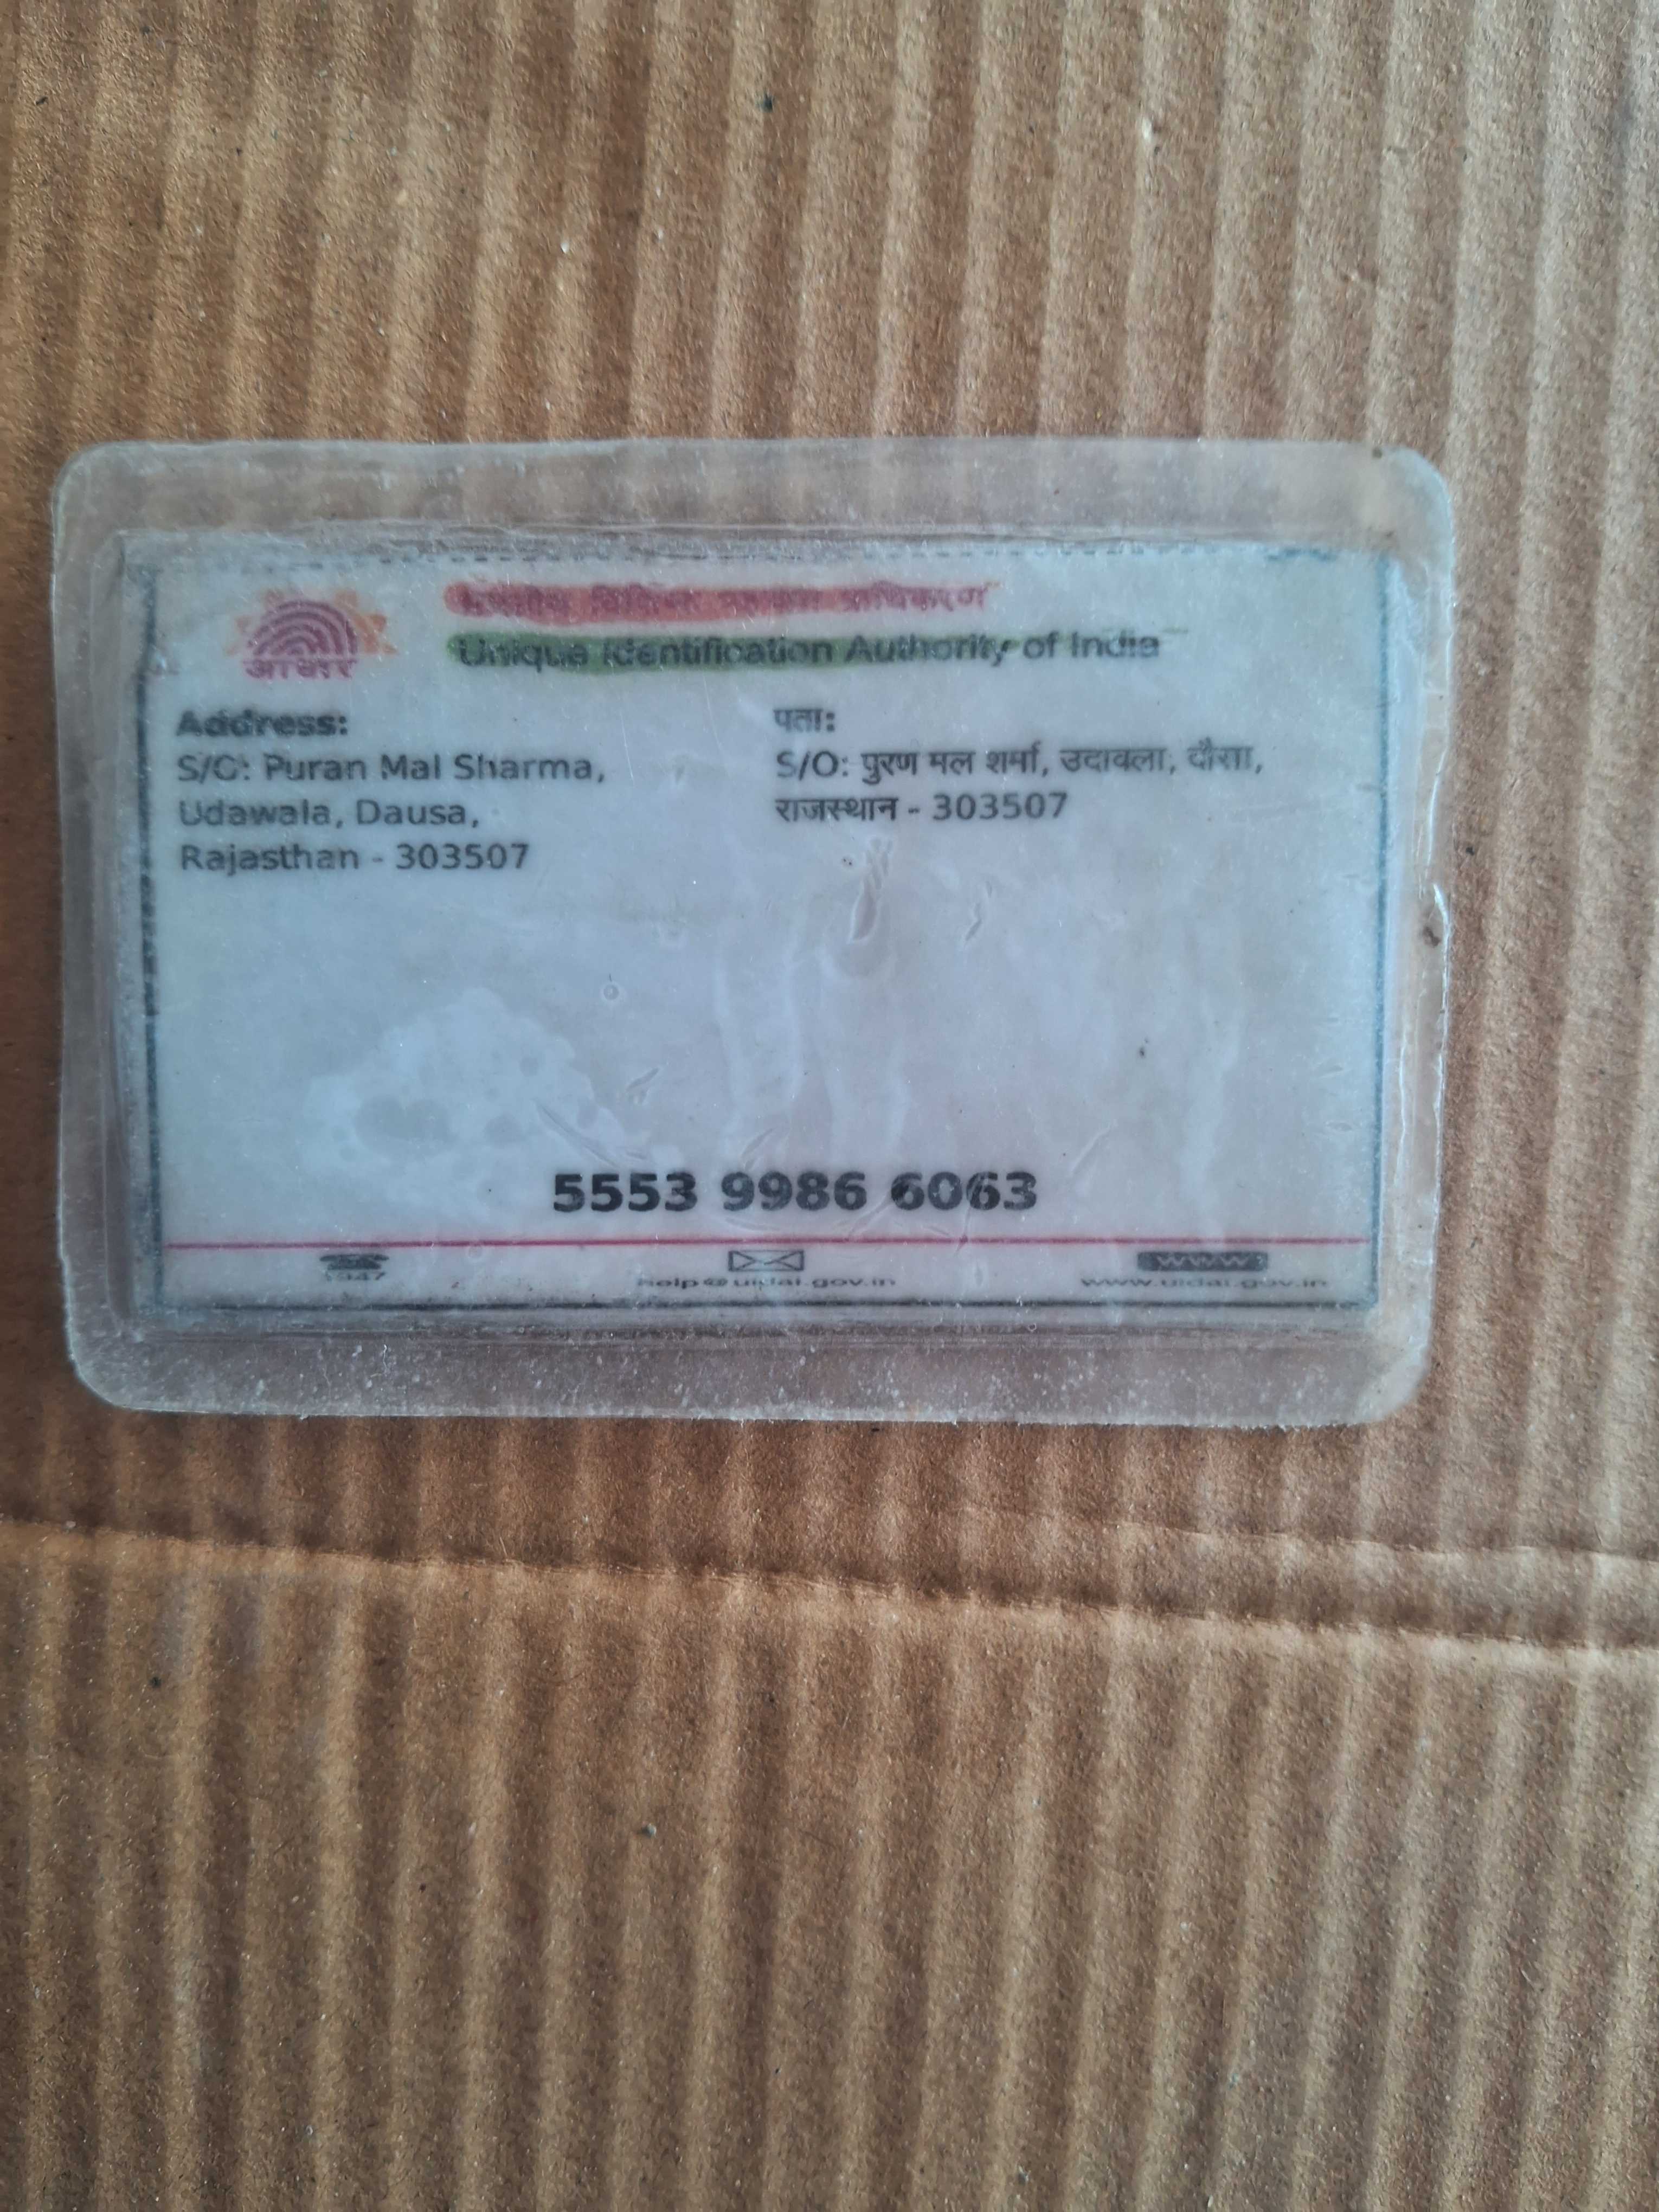 भारतीय विशिष्ट पहचान प्राधिकरण
Unique Identification Authority of India
आधार
Address:
S/O: Puran Mal Sharma,
Udawala, Dausa,
Rajasthan - 303507
पता:
S/O: पुरण मल शर्मा, उदावला, दौसा,
राजस्थान - 303507
5553 9986 6063
1947
help@uidai.gov.in
www
www.uidai.gov.in